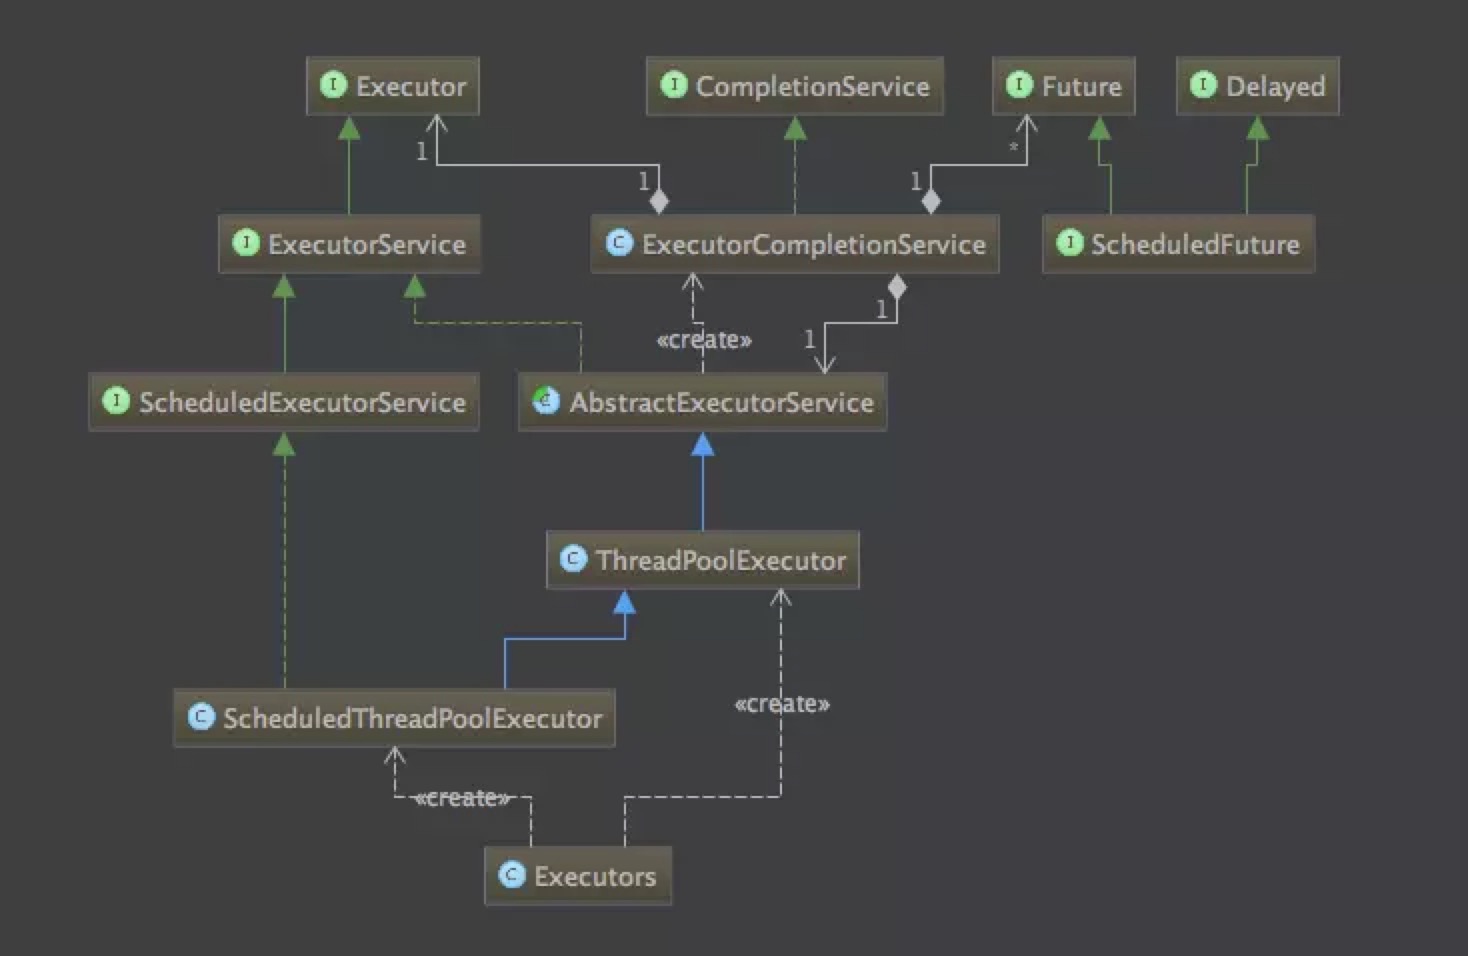 I Executor
I CompletionService
I Future
I Delayed
1
1
1
*
I ExecutorService
C ExecutorCompletionService
I ScheduledFuture
«create»
1
1
I ScheduledExecutorService
C AbstractExecutorService
C ThreadPoolExecutor
«create»
C ScheduledThreadPoolExecutor
«create»
C Executors